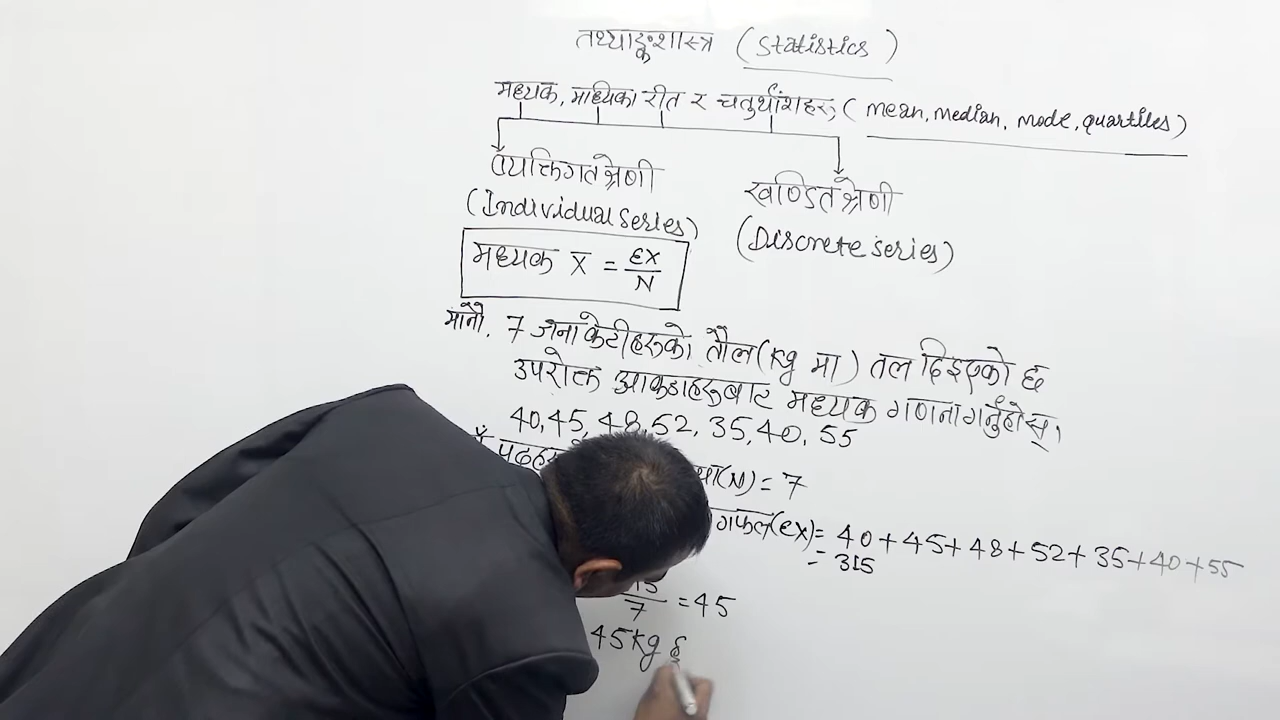 तथ्याङ्कशास्त्र (Statistics)
मध्यक, माध्यिका रीत र चतुर्थांशहरु (mean, median, mode, quartiles)
व्यक्तिगत श्रेणी
(Individual series)
खण्डित श्रेणी
(Discrete series)
मध्यक X̄ = ΣX/N
मानौ, 7 जना केटीहरुको तौल (kg मा) तल दिइएको छ
उपरोक्त आकडाहरुबाट मध्यक गणना गर्नुहोस्।
40, 45, 48, 52, 35, 40, 55
(N) = 7
गफल (ΣX) = 40 + 45 + 48 + 52 + 35 + 40 + 55
= 315
15/7 = 45
45 kg